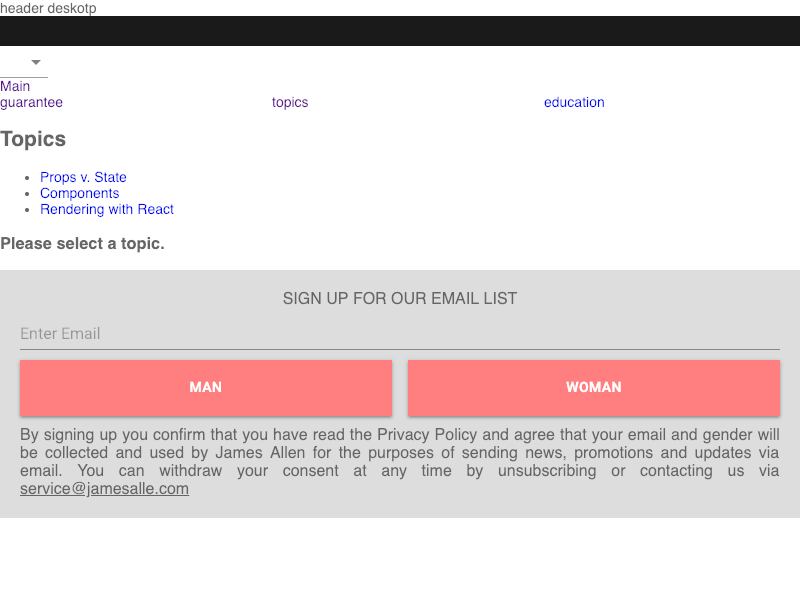 header deskotp
Main
guarantee topics education
Topics
Props v. State
Components
Rendering with React
Please select a topic.
SIGN UP FOR OUR EMAIL LIST
Enter Email
MAN WOMAN
By signing up you confirm that you have read the Privacy Policy and agree that your email and gender will
be collected and used by James Allen for the purposes of sending news, promotions and updates via
email. You can withdraw your consent at any time by unsubscribing or contacting us via
service@jamesalle.com